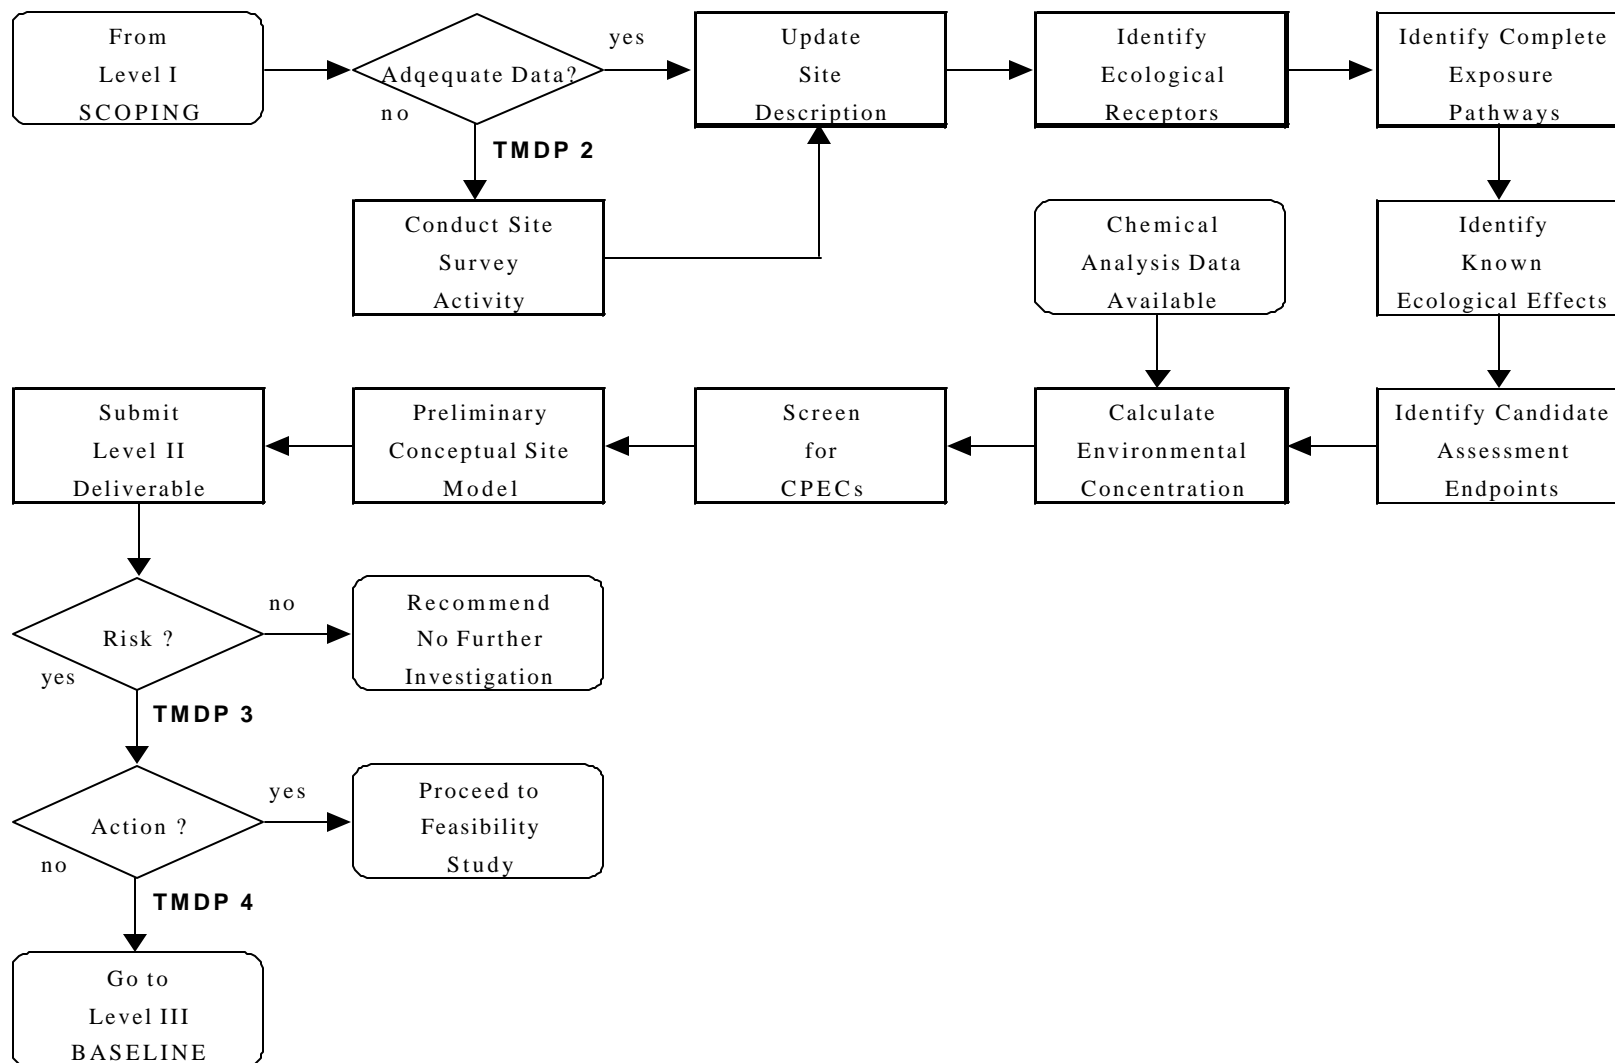 From
Level I
SCOPING
Adqequate Data?
yes
no
TMDP 2
Conduct Site
Survey
Activity
Update
Site
Description
Identify
Ecological
Receptors
Identify Complete
Exposure
Pathways
Identify
Known
Ecological Effects
Chemical
Analysis Data
Available
Identify Candidate
Assessment
Endpoints
Calculate
Environmental
Concentration
Screen
for
CPECs
Preliminary
Conceptual Site
Model
Submit
Level II
Deliverable
Risk ?
no
Recommend
No Further
Investigation
yes
TMDP 3
Action ?
yes
Proceed to
Feasibility
Study
no
TMDP 4
Go to
Level III
BASELINE